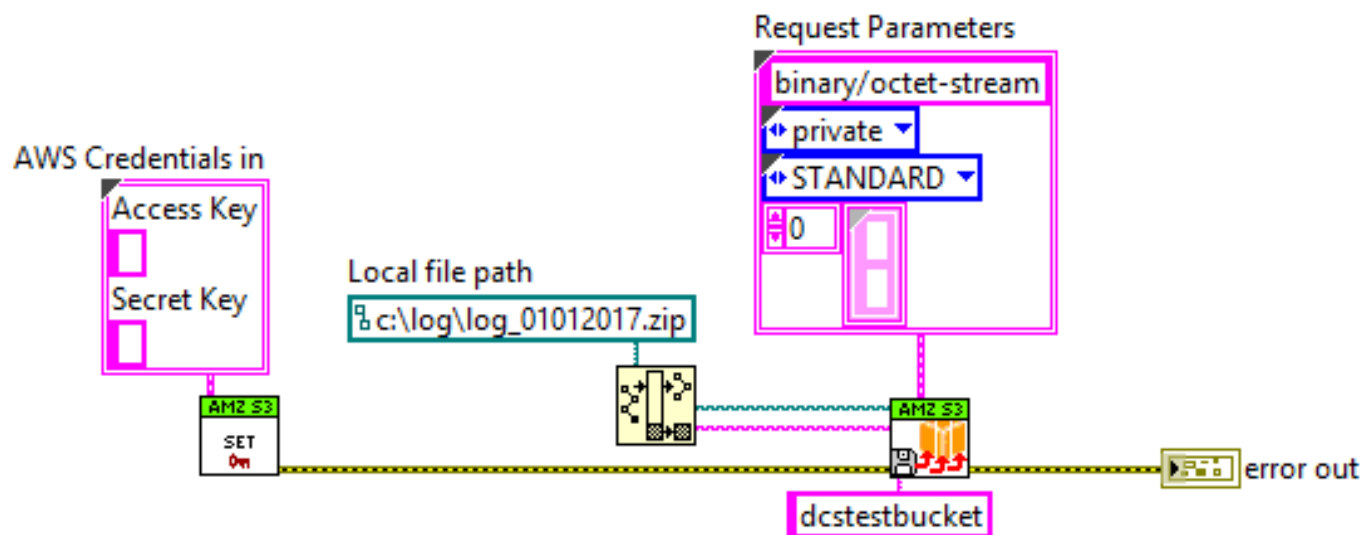 Request Parameters
binary/octet-stream
private
STANDARD
0
AWS Credentials in
Access Key
Secret Key
Local file path
c:\log\log_01012017.zip
AMZ S3
SET
AMZ S3
error out
dcstestbucket